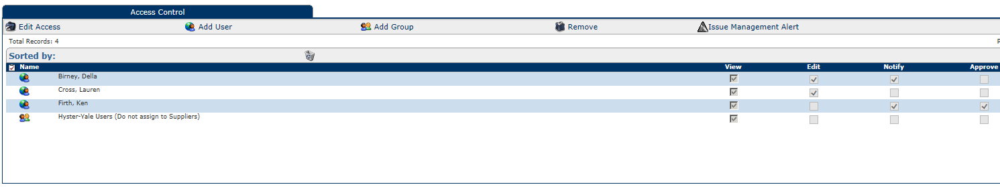 Access Control
Edit Access Add User Add Group Remove Issue Management Alert
Total Records: 4 P
Sorted by:
Name View Edit Notify Approve
Birney, Della
Cross, Lauren
Firth, Ken
Hyster-Yale Users (Do not assign to Suppliers)